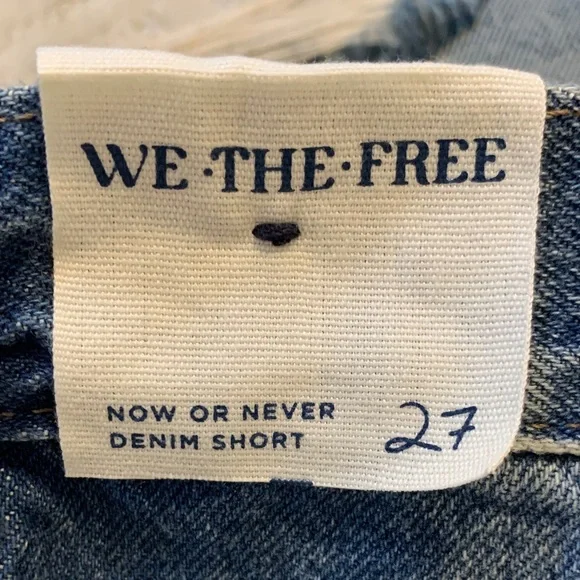 WE·THE·FREE
NOW OR NEVER
DENIM SHORT 27